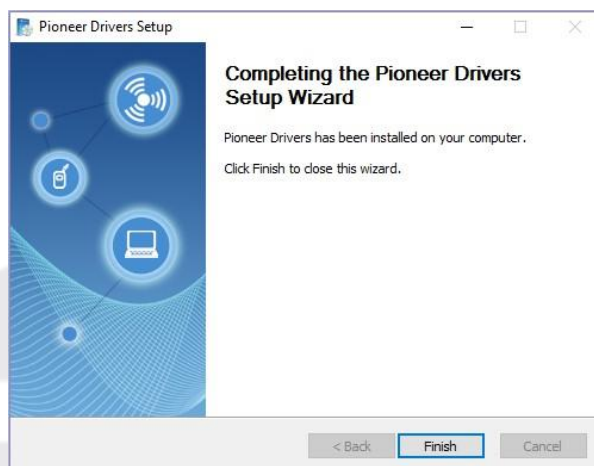 Pioneer Drivers Setup
Completing the Pioneer Drivers
Setup Wizard
Pioneer Drivers has been installed on your computer.
Click Finish to close this wizard.
< Back
Finish
Cancel